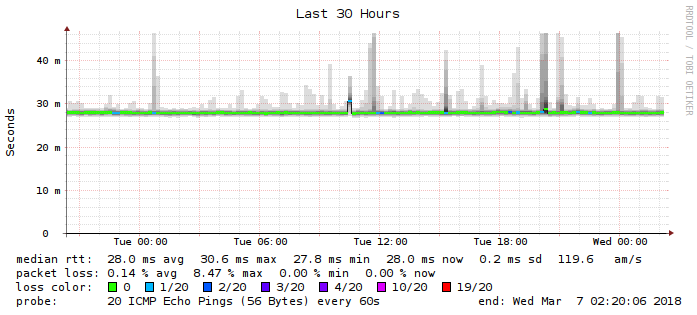 Last 30 Hours
RRDTOOL / TOBI OETIKER
Seconds
40 m
30 m
20 m
10 m
0
Tue 00:00 Tue 06:00 Tue 12:00 Tue 18:00 Wed 00:00
median rtt: 28.0 ms avg 30.6 ms max 27.8 ms min 28.0 ms now 0.2 ms sd 119.6 am/s
packet loss: 0.14 % avg 8.47 % max 0.00 % min 0.00 % now
loss color: 0 1/20 2/20 3/20 4/20 10/20 19/20
probe: 20 ICMP Echo Pings (56 Bytes) every 60s end: Wed Mar 7 02:20:06 2018